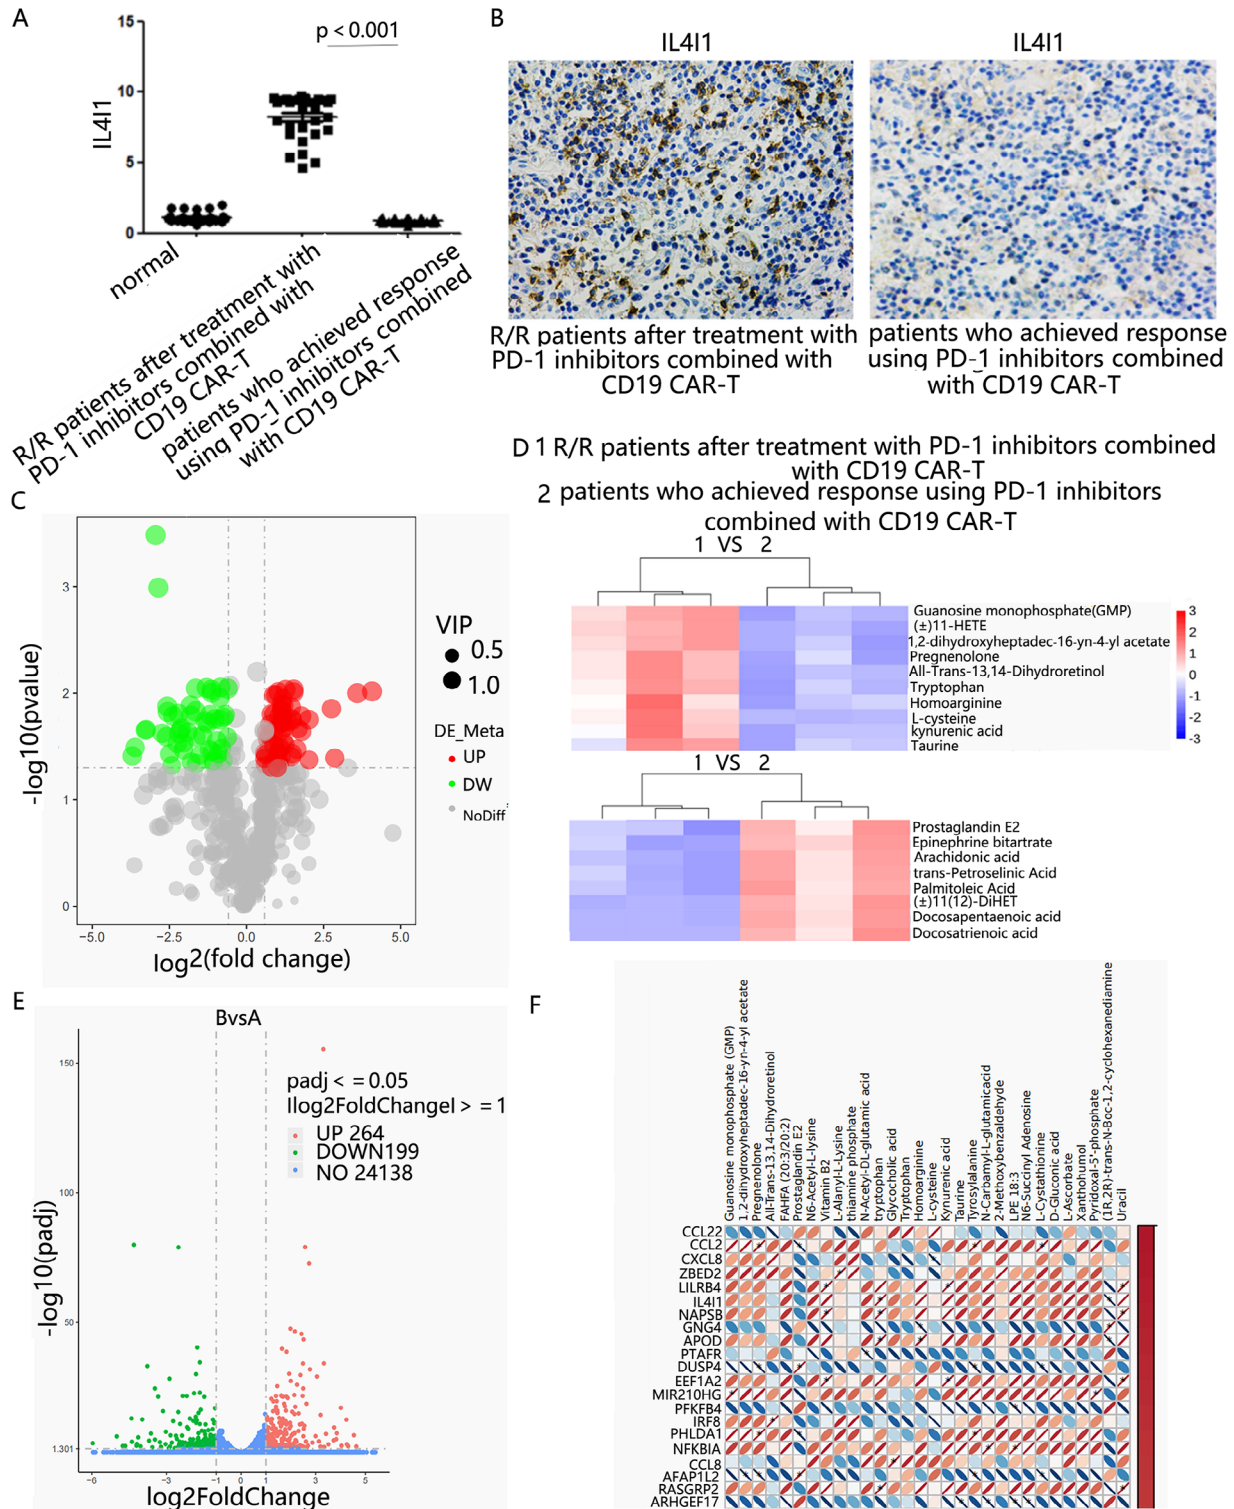 A
15
10
5
0
IL4I1
p < 0.001
normal
R/R patients after treatment with
PD-1 inhibitors combined with
CD19 CAR-T
patients who achieved response
using PD-1 inhibitors combined
with CD19 CAR-T
B
IL4I1
IL4I1
R/R patients after treatment with
PD-1 inhibitors combined with
CD19 CAR-T
patients who achieved response
using PD-1 inhibitors combined
with CD19 CAR-T
C
-log10(pvalue)
3
2
1
0
-5.0
-2.5
0.0
2.5
5.0
log2(fold change)
VIP
0.5
1.0
DE_Meta
UP
DW
NoDiff
D 1 R/R patients after treatment with PD-1 inhibitors combined
with CD19 CAR-T
2 patients who achieved response using PD-1 inhibitors
combined with CD19 CAR-T
1 VS 2
Guanosine monophosphate(GMP)
(±)11-HETE
1,2-dihydroxyheptadec-16-yn-4-yl acetate
Pregnenolone
All-Trans-13,14-Dihydroretinol
Tryptophan
Homoarginine
L-cysteine
kynurenic acid
Taurine
3
2
1
0
-1
-2
-3
1 VS 2
Prostaglandin E2
Epinephrine bitartrate
Arachidonic acid
trans-Petroselinic Acid
Palmitoleic Acid
(±)11(12)-DiHET
Docosapentaenoic acid
Docosatrienoic acid
E
BvsA
padj < = 0.05
Ilog2FoldChangeI > = 1
UP 264
DOWN199
NO 24138
-log10(padj)
150
100
50
1.301
-6
-3
-1
0
1
3
5
log2FoldChange
F
Guanosine monophosphate (GMP)
1,2-dihydroxyheptadec-16-yn-4-yl acetate
Pregnenolone
All-Trans-13,14-Dihydroretinol
FAHFA (20:3/20:2)
Prostaglandin E2
N6-Acetyl-L-lysine
Vitamin B2
L-Alanyl-L-Lysine
thiamine phosphate
N-Acetyl-DL-glutamic acid
tryptophan
Glycocholic acid
Tryptophan
Homoarginine
L-cysteine
Kynurenic acid
Taurine
Tyrosylalanine
N-Carbamyl-L-glutamicacid
2-Methoxybenzaldehyde
LPE 18:3
N6-Succinyl Adenosine
L-Cystathionine
D-Gluconic acid
L-Ascorbate
Xanthohumol
Pyridoxal-5'-phosphate
(1R,2R)-trans-N-Boc-1,2-cyclohexanediamine
Uracil
CCL22
CCL2
CXCL8
ZBED2
LILRB4
IL4I1
NAPSB
GNG4
APOD
PTAFR
DUSP4
EEF1A2
MIR210HG
PFKFB4
IRF8
PHLDA1
NFKBIA
CCL8
AFAP1L2
RASGRP2
ARHGEF17